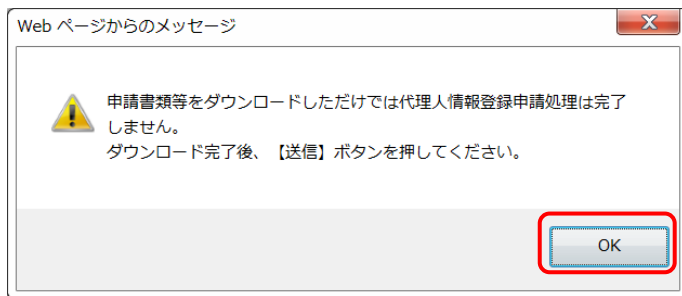 Web ページからのメッセージ
申請書類等をダウンロードしただけでは代理人情報登録申請処理は完了
しません。
ダウンロード完了後、【送信】ボタンを押してください。
OK